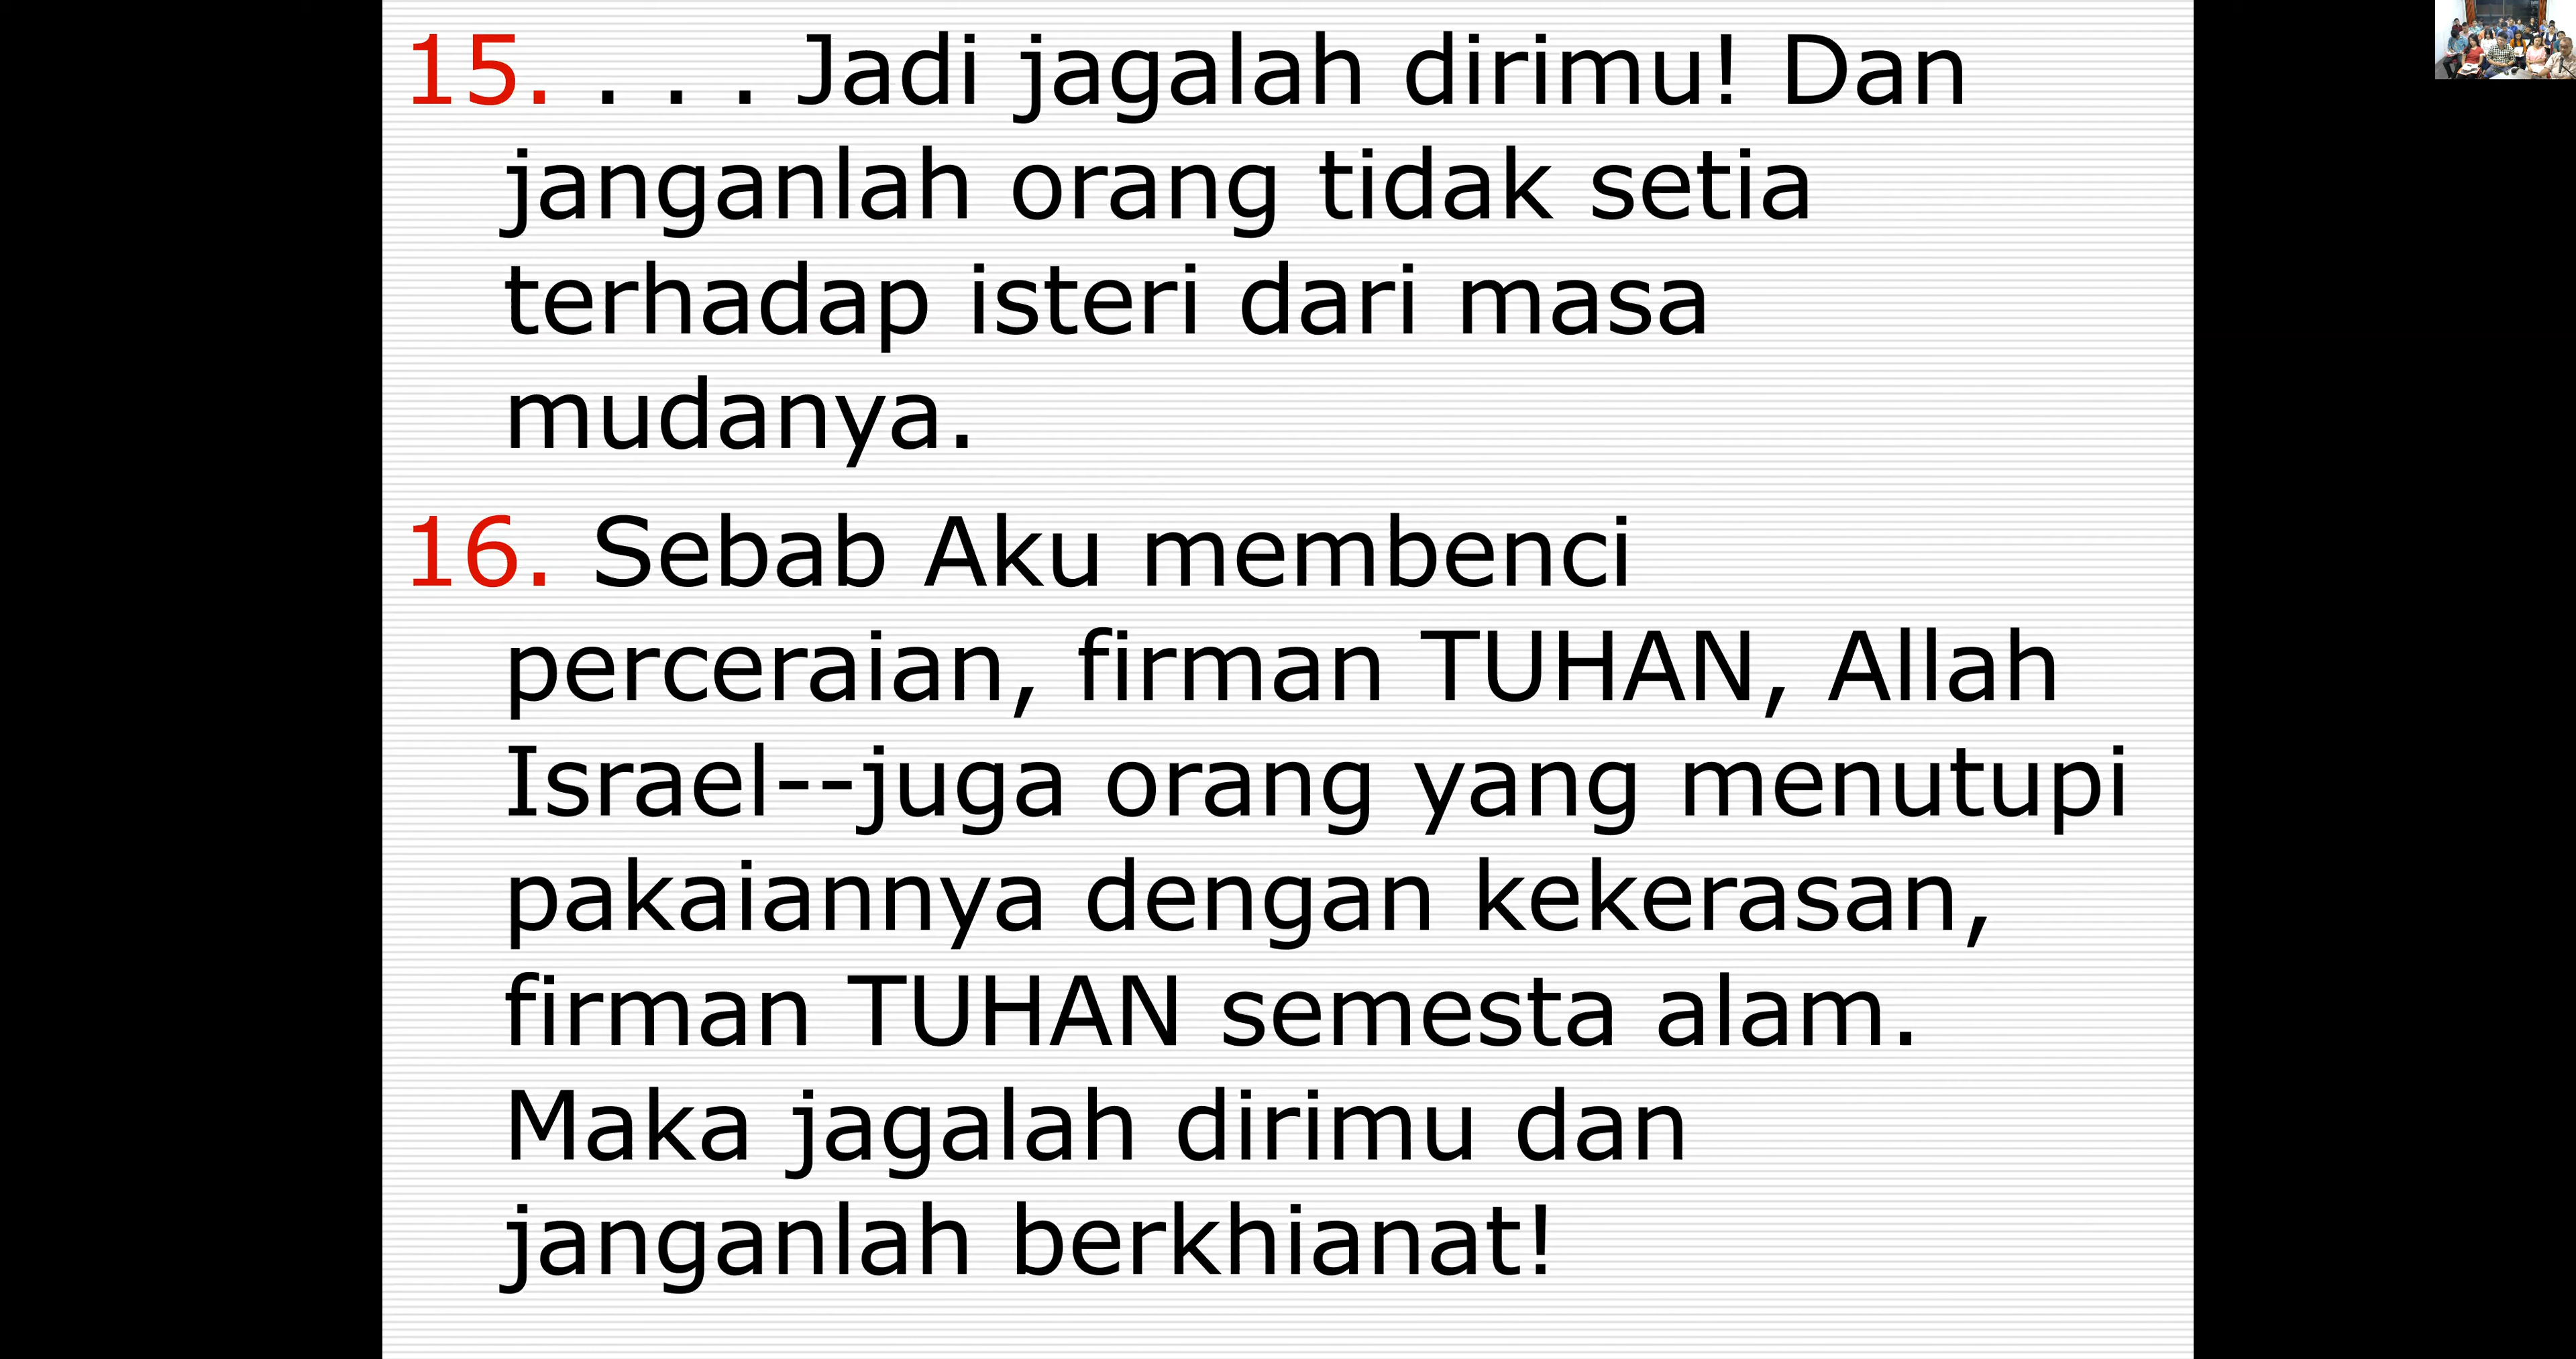 15. . . . Jadi jagalah dirimu! Dan
janganlah orang tidak setia
terhadap isteri dari masa
mudanya.
16. Sebab Aku membenci
perceraian, firman TUHAN, Allah
Israel--juga orang yang menutupi
pakaiannya dengan kekerasan,
firman TUHAN semesta alam.
Maka jagalah dirimu dan
janganlah berkhianat!